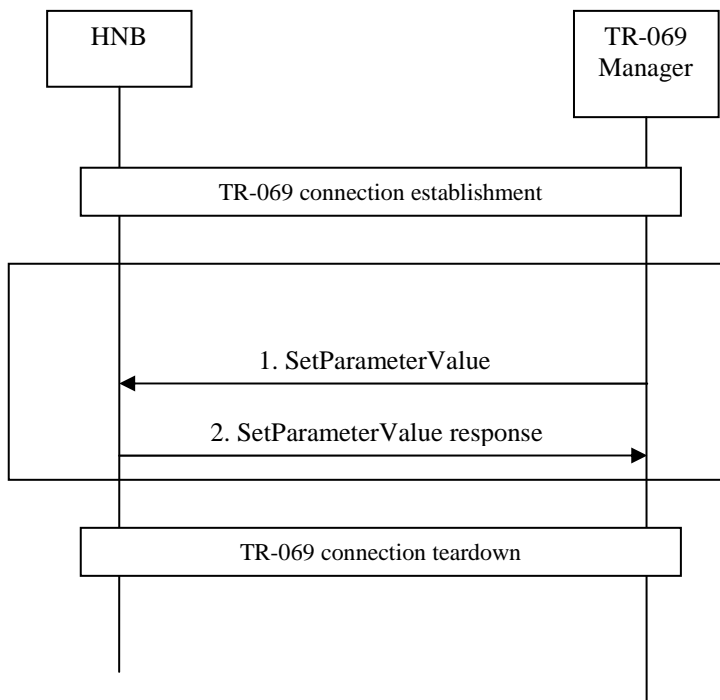 HNB
TR-069
Manager
TR-069 connection establishment
1. SetParameterValue
2. SetParameterValue response
TR-069 connection teardown